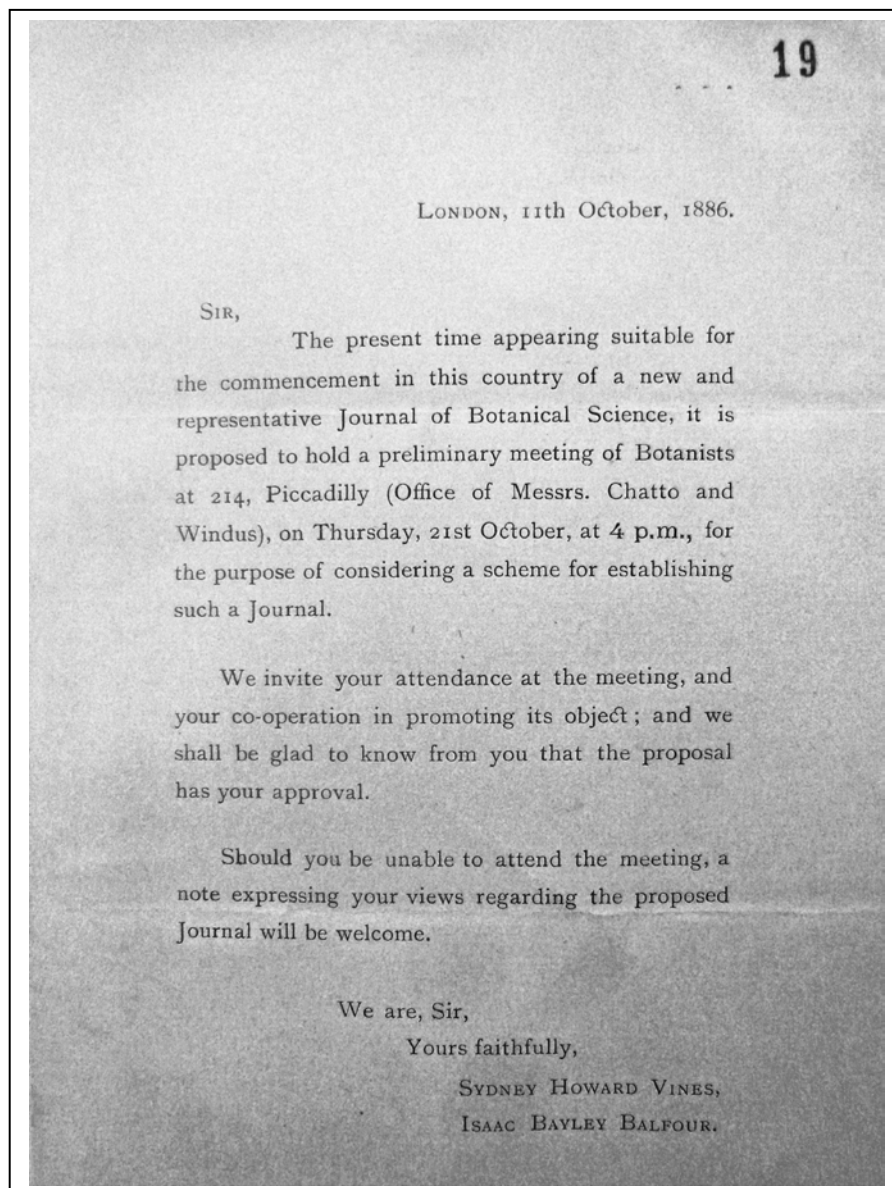 19
LONDON, 11th October, 1886.
SIR,
The present time appearing suitable for
the commencement in this country of a new and
representative Journal of Botanical Science, it is
proposed to hold a preliminary meeting of Botanists
at 214, Piccadilly (Office of Messrs. Chatto and
Windus), on Thursday, 21st October, at 4 p.m., for
the purpose of considering a scheme for establishing
such a Journal.
We invite your attendance at the meeting, and
your co-operation in promoting its object; and we
shall be glad to know from you that the proposal
has your approval.
Should you be unable to attend the meeting, a
note expressing your views regarding the proposed
Journal will be welcome.
We are, Sir,
Yours faithfully,
SYDNEY HOWARD VINES,
ISAAC BAYLEY BALFOUR.